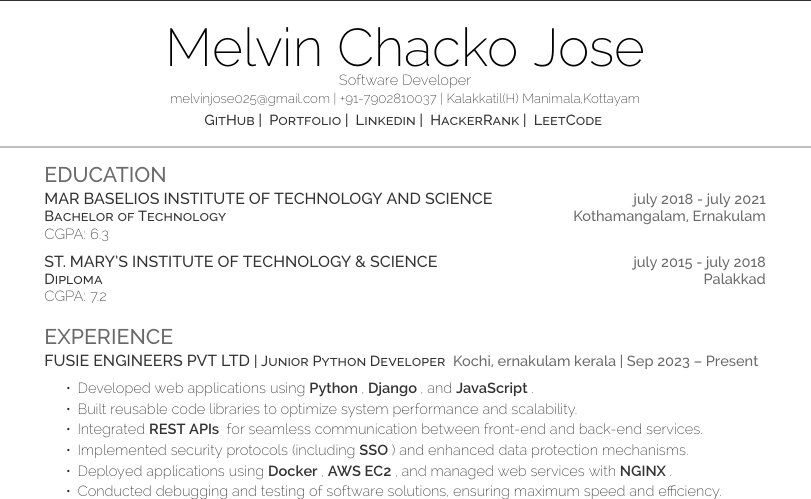 Melvin Chacko Jose
Software Developer
melvinjose025@gmail.com | +91-7902810037 | Kalakkatil(H) Manimala,Kottayam
GitHub | Portfolio | Linkedin | HackerRank | LeetCode
EDUCATION
MAR BASELIOS INSTITUTE OF TECHNOLOGY AND SCIENCE july 2018 - july 2021
Bachelor of Technology Kothamangalam, Ernakulam
CGPA: 6.3
ST. MARY'S INSTITUTE OF TECHNOLOGY & SCIENCE july 2015 - july 2018
Diploma Palakkad
CGPA: 7.2
EXPERIENCE
FUSIE ENGINEERS PVT LTD | Junior Python Developer Kochi, ernakulam kerala | Sep 2023 – Present
• Developed web applications using Python , Django , and JavaScript .
• Built reusable code libraries to optimize system performance and scalability.
• Integrated REST APIs for seamless communication between front-end and back-end services.
• Implemented security protocols (including SSO ) and enhanced data protection mechanisms.
• Deployed applications using Docker , AWS EC2 , and managed web services with NGINX .
• Conducted debugging and testing of software solutions, ensuring maximum speed and efficiency.